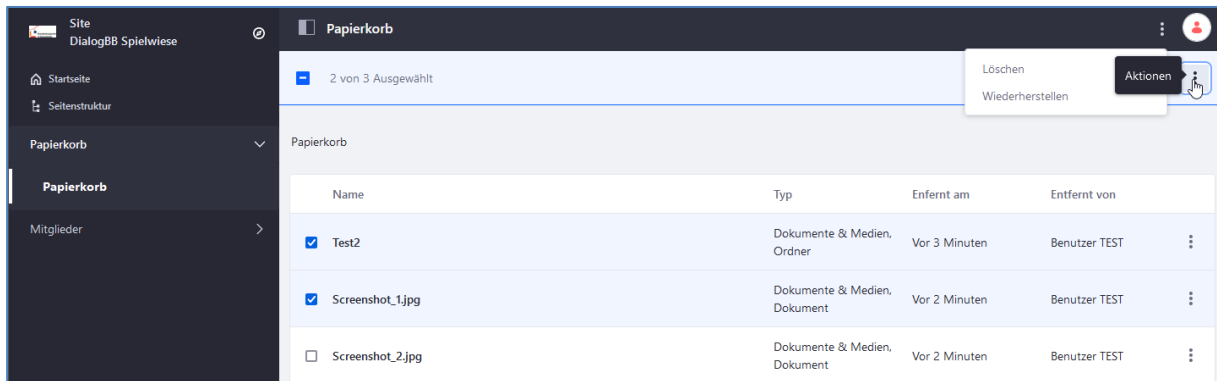 Site
DialogBB Spielwiese
Papierkorb
Startseite
Seitenstruktur
Papierkorb
Papierkorb
Mitglieder
2 von 3 Ausgewählt
Löschen
Wiederherstellen
Aktionen
Papierkorb
Name Typ Enfernt am Entfernt von
Test2 Dokumente & Medien, Ordner Vor 3 Minuten Benutzer TEST
Screenshot_1.jpg Dokumente & Medien, Dokument Vor 2 Minuten Benutzer TEST
Screenshot_2.jpg Dokumente & Medien, Dokument Vor 2 Minuten Benutzer TEST